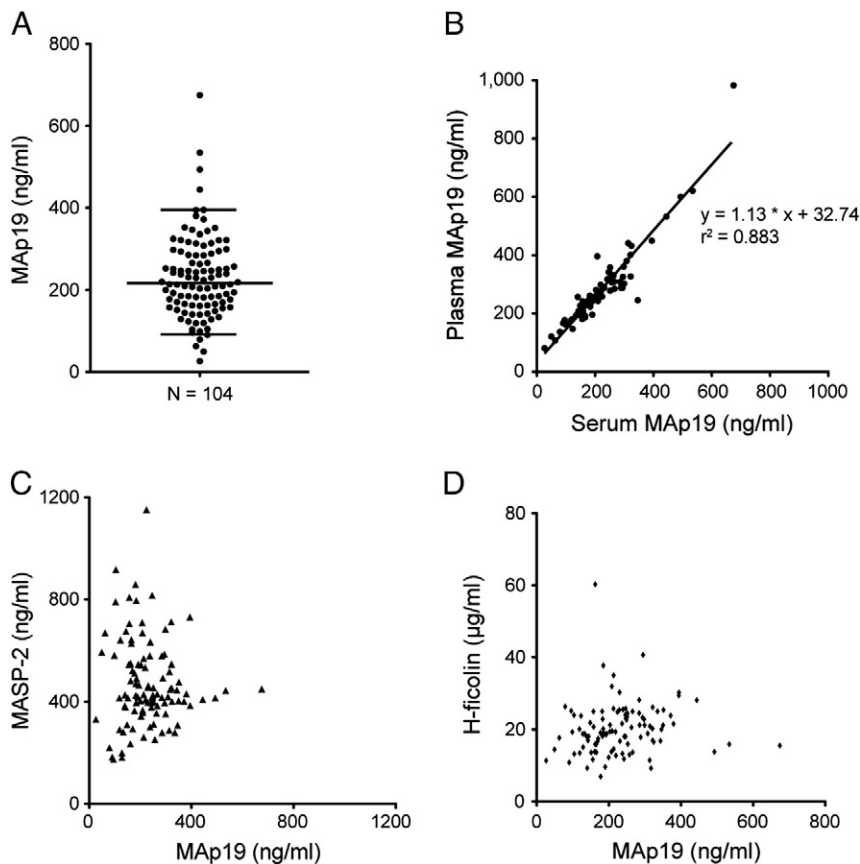 A
MAp19 (ng/ml)
800
600
400
200
0
N = 104
B
Plasma MAp19 (ng/ml)
1,000
800
600
400
200
0
y = 1.13 * x + 32.74
r² = 0.883
0 200 400 600 800 1000
Serum MAp19 (ng/ml)
C
MASP-2 (ng/ml)
1200
800
400
0
0 400 800 1200
MAp19 (ng/ml)
D
H-ficolin (µg/ml)
80
60
40
20
0
0 200 400 600 800
MAp19 (ng/ml)